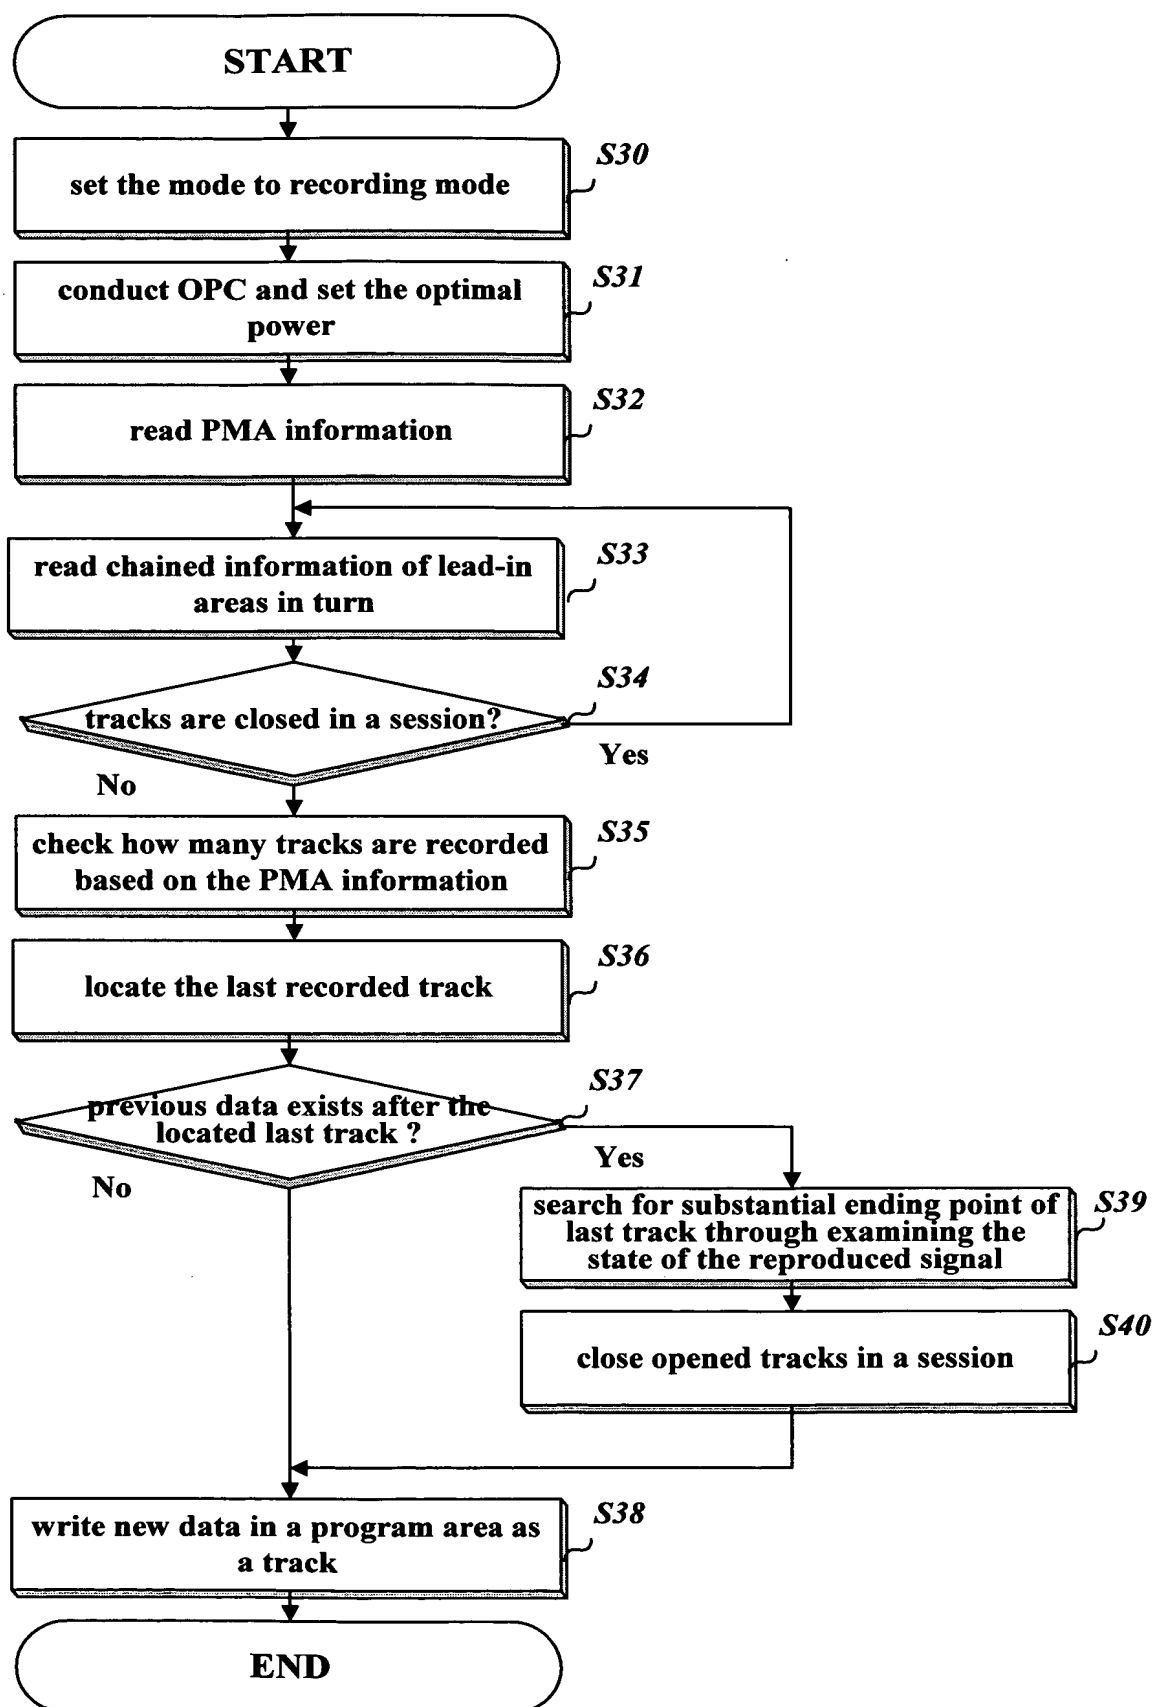 START
S30
set the mode to recording mode
S31
conduct OPC and set the optimal
power
S32
read PMA information
S33
read chained information of lead-in
areas in turn
S34
tracks are closed in a session?
Yes
No
S35
check how many tracks are recorded
based on the PMA information
S36
locate the last recorded track
S37
previous data exists after the
located last track ?
Yes
No
search for substantial ending point of
last track through examining the
state of the reproduced signal
S39
S40
close opened tracks in a session
S38
write new data in a program area as
a track
END